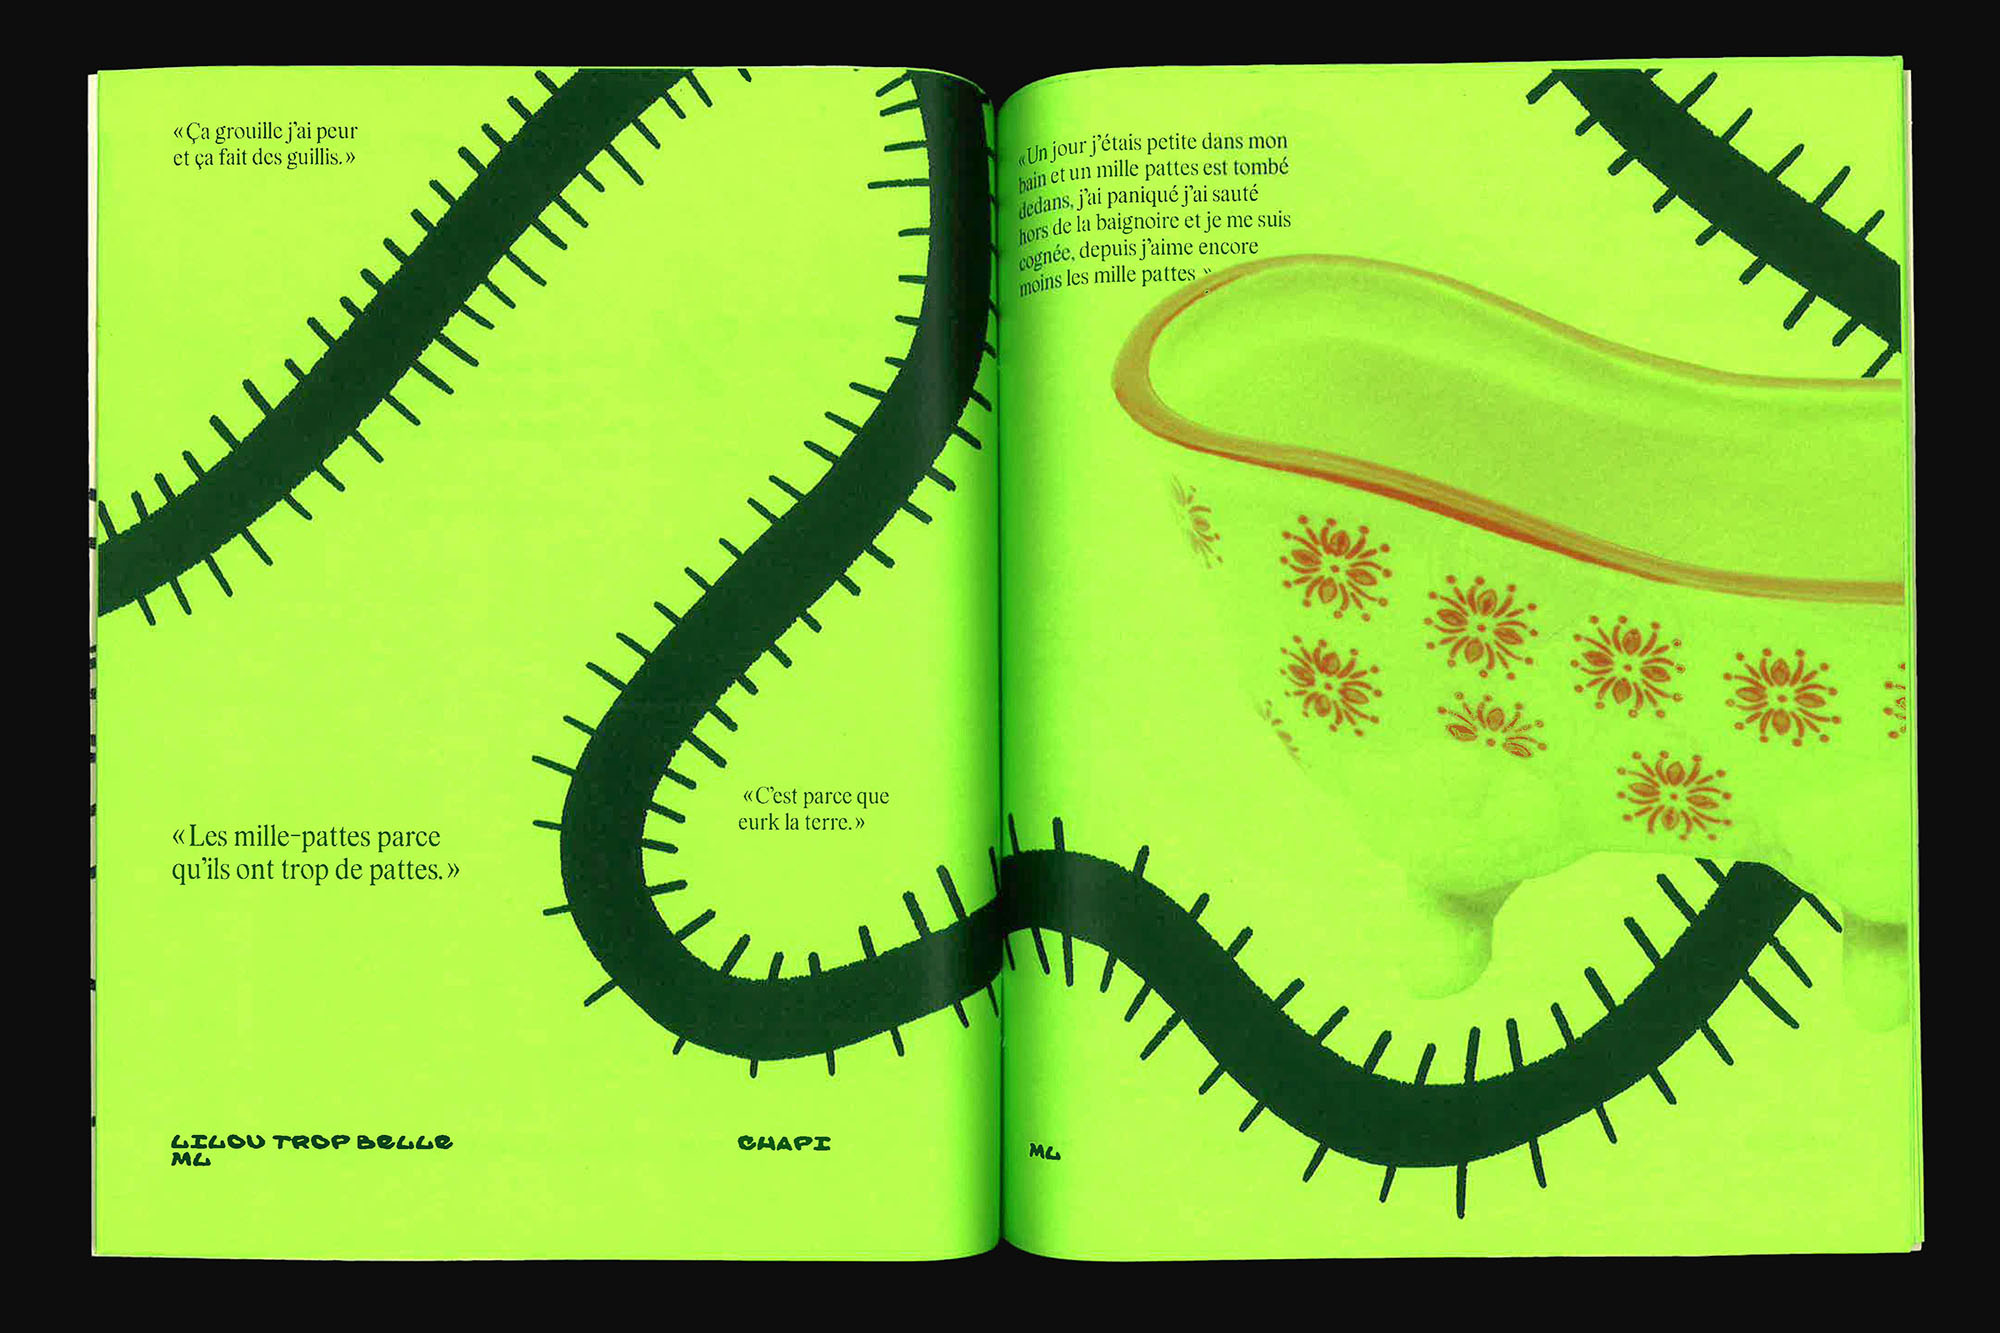 «Ça grouille j’ai peur
et ça fait des guillis.»
«Les mille-pattes parce
qu’ils ont trop de pattes.»
«C’est parce que
eurk la terre.»
LILOU TROP BELLE
ML
CHAPI
«Un jour j’étais petite dans mon
bain et un mille pattes est tombé
dedans, j’ai paniqué j’ai sauté
hors de la baignoire et je me suis
cognée, depuis j’aime encore
moins les mille pattes »
ML